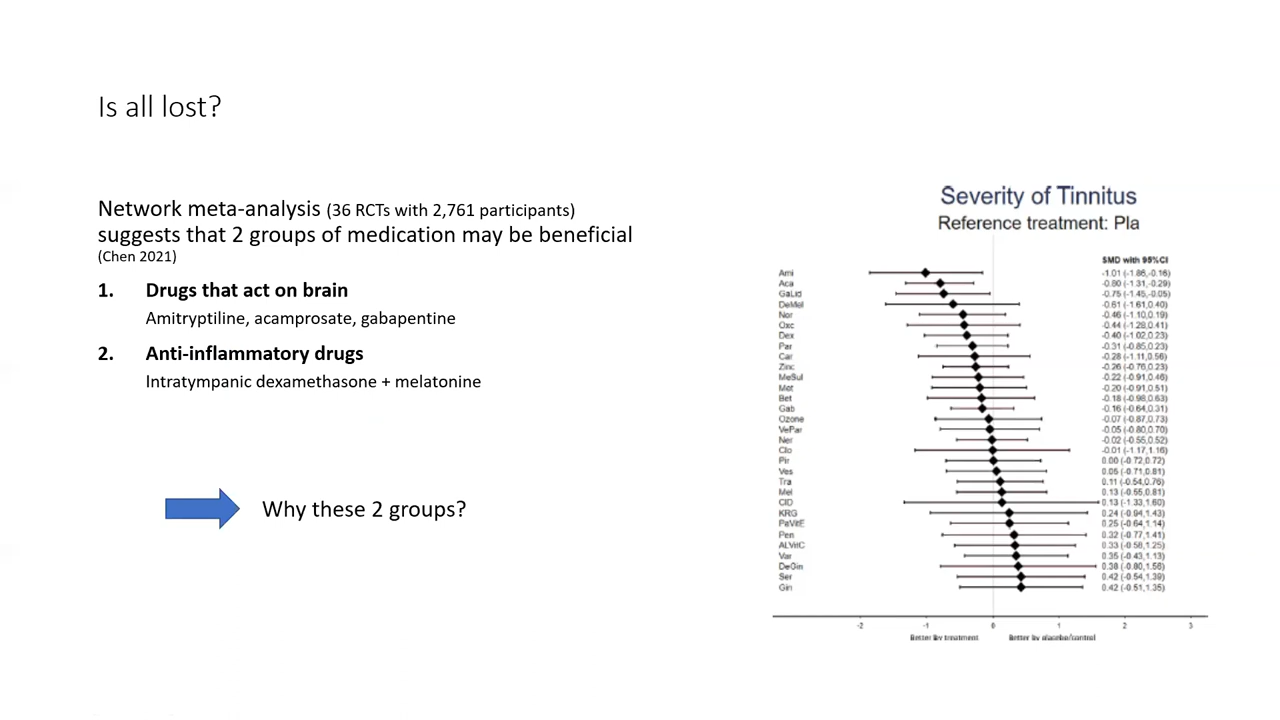 Is all lost?
Network meta-analysis (36 RCTs with 2,761 participants)
suggests that 2 groups of medication may be beneficial
(Chen 2021)
1. Drugs that act on brain
Amitryptiline, acamprosate, gabapentine
2. Anti-inflammatory drugs
Intratympanic dexamethasone + melatonine
Why these 2 groups?
Severity of Tinnitus
Reference treatment: Pla
SMD with 95%CI
Ami -1.01 (-1.86,-0.16)
Aca -0.80 (-1.31,-0.29)
GaLid -0.75 (-1.45,-0.05)
DeMel -0.61 (-1.61,0.40)
Nor -0.46 (-1.10,0.19)
Oxc -0.44 (-1.28,0.41)
Dex -0.40 (-1.02,0.23)
Par -0.31 (-0.85,0.23)
Car -0.28 (-1.11,0.56)
Zinc -0.26 (-0.76,0.23)
MeSul -0.22 (-0.91,0.46)
Mot -0.20 (-0.91,0.51)
Bet -0.18 (-0.98,0.63)
Gab -0.16 (-0.64,0.31)
Ozone -0.07 (-0.87,0.73)
VePar -0.05 (-0.80,0.70)
Ner -0.02 (-0.55,0.52)
Clo -0.01 (-1.17,1.16)
Pir 0.00 (-0.72,0.72)
Ves 0.05 (-0.71,0.81)
Tra 0.11 (-0.54,0.76)
Mel 0.13 (-0.55,0.81)
0.13 (-1.33,1.60)
KRG 0.24 (-0.94,1.43)
PaVitE 0.25 (-0.64,1.14)
Pen 0.32 (-0.77,1.41)
ALVitC 0.33 (-0.58,1.25)
Var 0.35 (-0.43,1.13)
DeGin 0.38 (-0.80,1.56)
Ser 0.42 (-0.54,1.39)
Gin 0.42 (-0.51,1.35)
-2 -1 0 1 2 3
Better by treatment Better by placebo/control